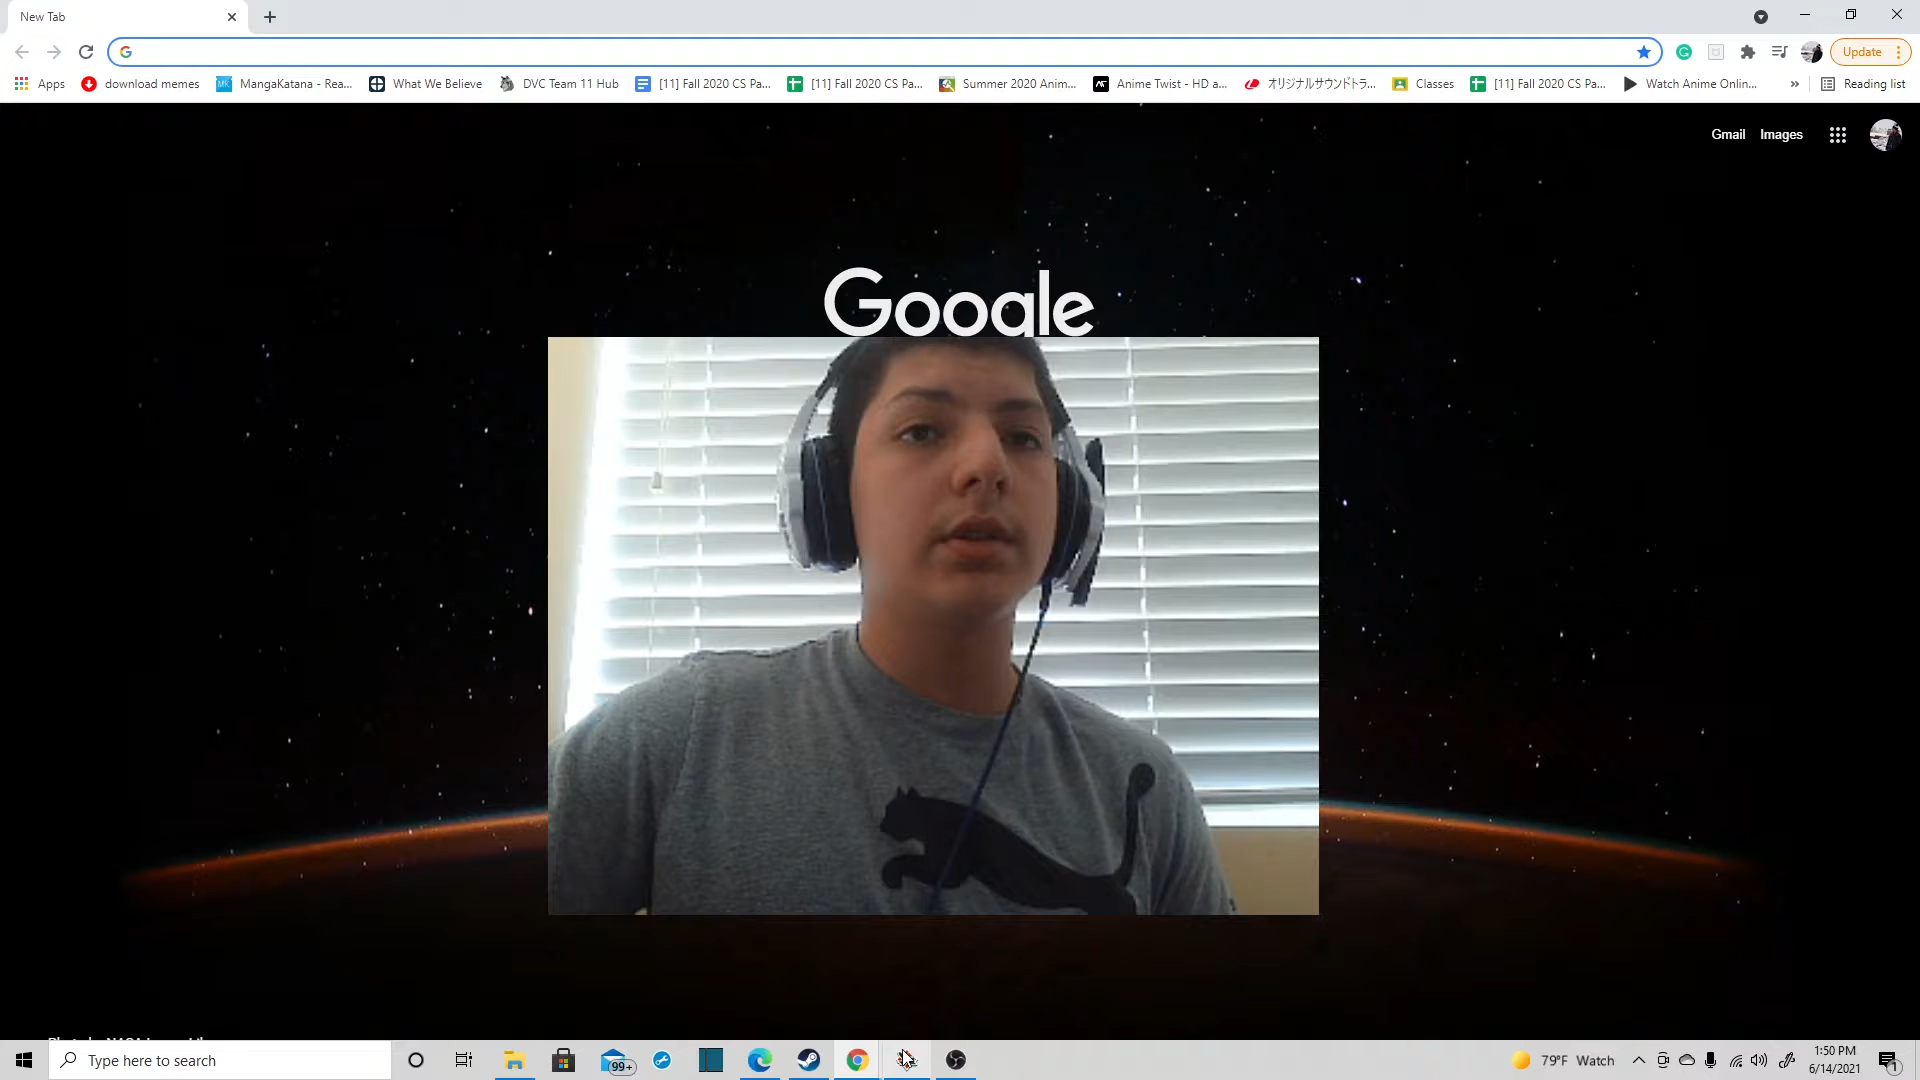 New Tab
Update
Apps
download memes
MangaKatana - Rea...
What We Believe
DVC Team 11 Hub
[11] Fall 2020 CS Pa...
[11] Fall 2020 CS Pa...
Summer 2020 Anim...
Anime Twist - HD a...
オリジナルサウンドトラ...
Classes
[11] Fall 2020 CS Pa...
Watch Anime Onlin...
»
Reading list
Gmail
Images
Google
Type here to search
99+
79°F Watch
1:50 PM
6/14/2021
1